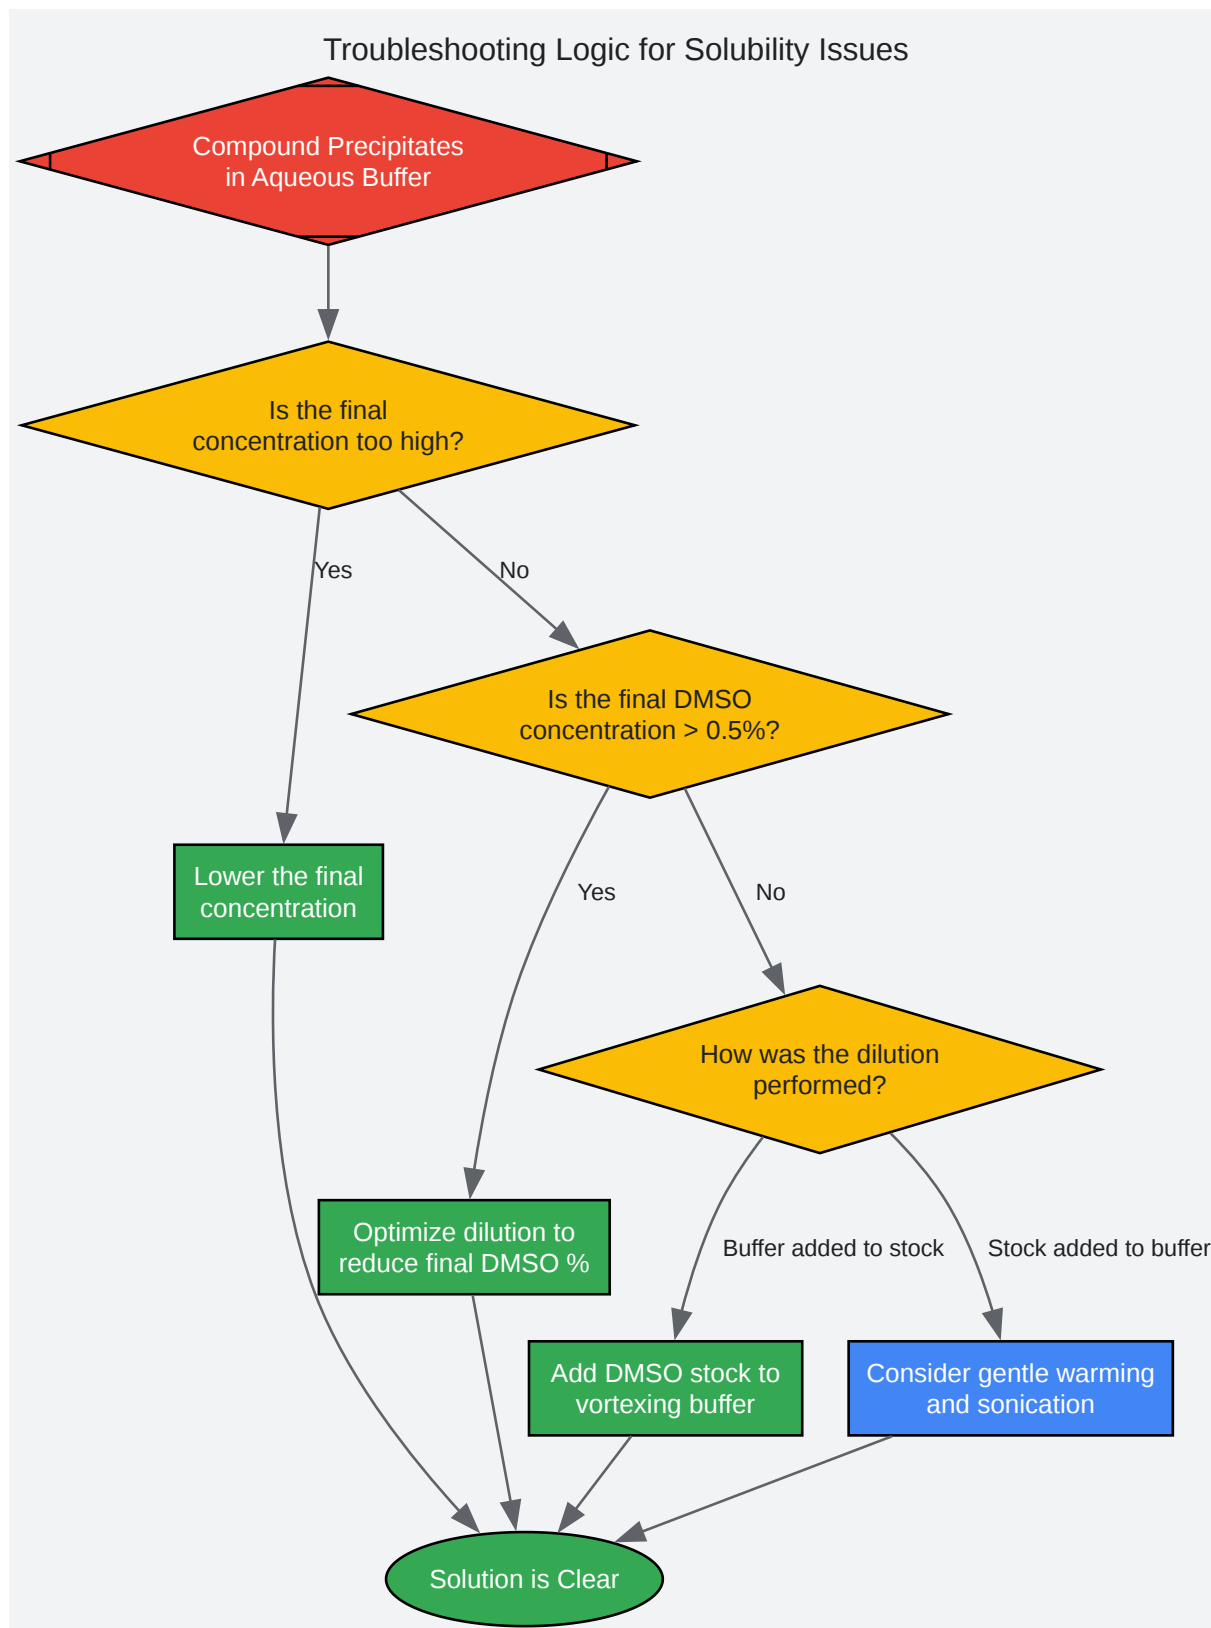 Troubleshooting Logic for Solubility Issues
Compound Precipitates
in Aqueous Buffer
Is the final
concentration too high?
Yes
No
Is the final DMSO
concentration > 0.5%?
Lower the final
concentration
Yes
No
How was the dilution
performed?
Optimize dilution to
reduce final DMSO %
Buffer added to stock
Stock added to buffer
Add DMSO stock to
vortexing buffer
Consider gentle warming
and sonication
Solution is Clear